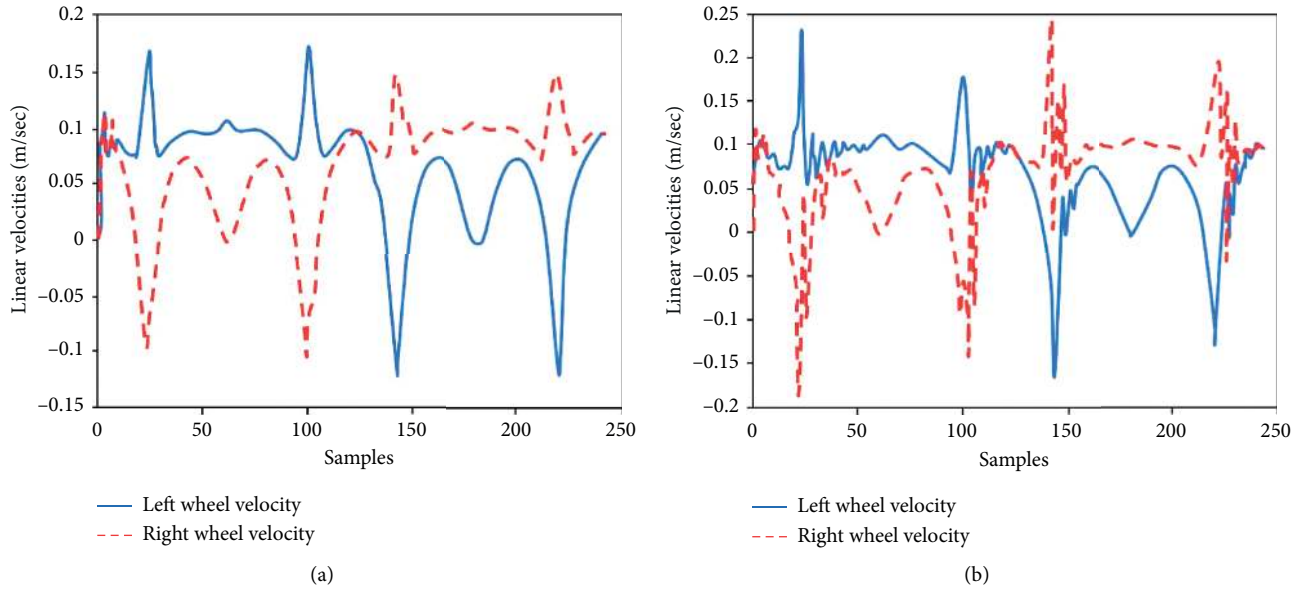 0.2
0.15
0.1
0.05
0
–0.05
–0.1
–0.15
Linear velocities (m/sec)
0 50 100 150 200 250
Samples
Left wheel velocity
Right wheel velocity
(a)
0.25
0.2
0.15
0.1
0.05
0
–0.05
–0.1
–0.15
–0.2
Linear velocities (m/sec)
0 50 100 150 200 250
Samples
Left wheel velocity
Right wheel velocity
(b)